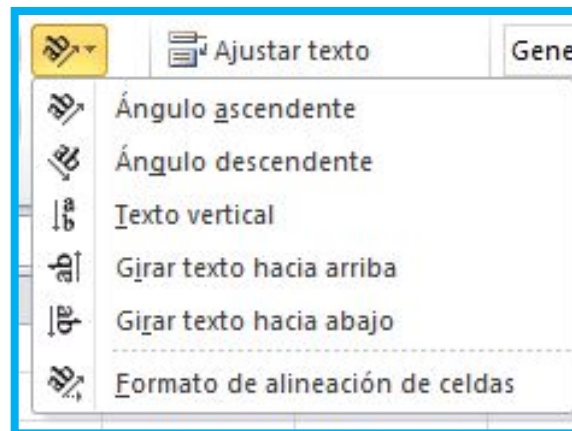 Ajustar texto Gene
Ángulo ascendente
Ángulo descendente
Texto vertical
Girar texto hacia arriba
Girar texto hacia abajo
Formato de alineación de celdas